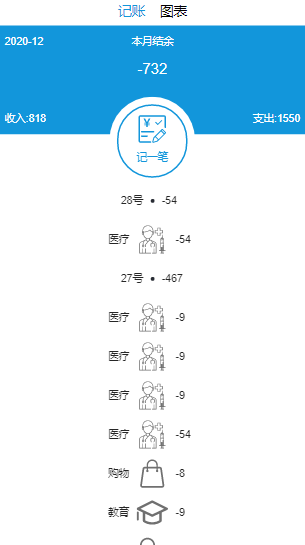 记账 图表
2020-12 本月结余
-732
收入:818 支出:1550
记一笔
28号 • -54
医疗 -54
27号 • -467
医疗 -9
医疗 -9
医疗 -9
医疗 -54
购物 -8
教育 -9